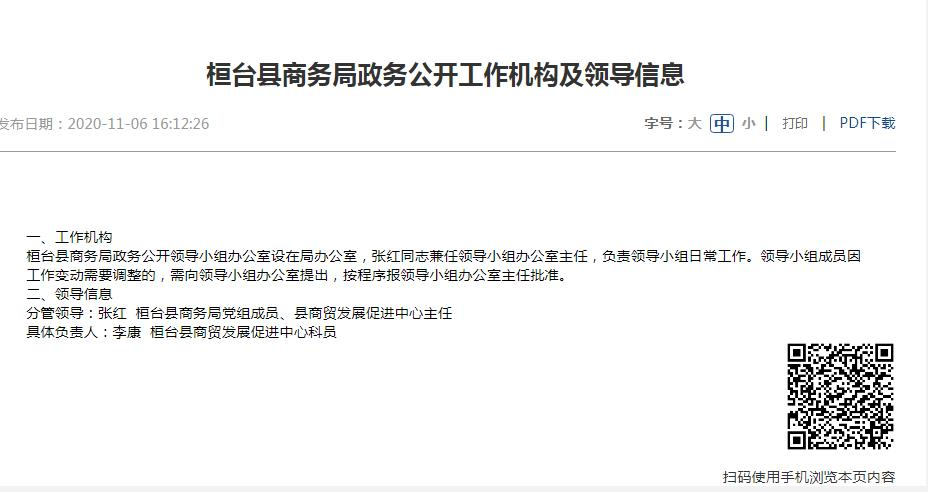 桓台县商务局政务公开工作机构及领导信息
发布日期：2020-11-06 16:12:26
字号：大 中 小 | 打印 | PDF下载
一、工作机构
桓台县商务局政务公开领导小组办公室设在局办公室，张红同志兼任领导小组办公室主任，负责领导小组日常工作。领导小组成员因
工作变动需要调整的，需向领导小组办公室提出，按程序报领导小组办公室主任批准。
二、领导信息
分管领导：张红 桓台县商务局党组成员、县商贸发展促进中心主任
具体负责人：李康 桓台县商贸发展促进中心科员
扫码使用手机浏览本页内容